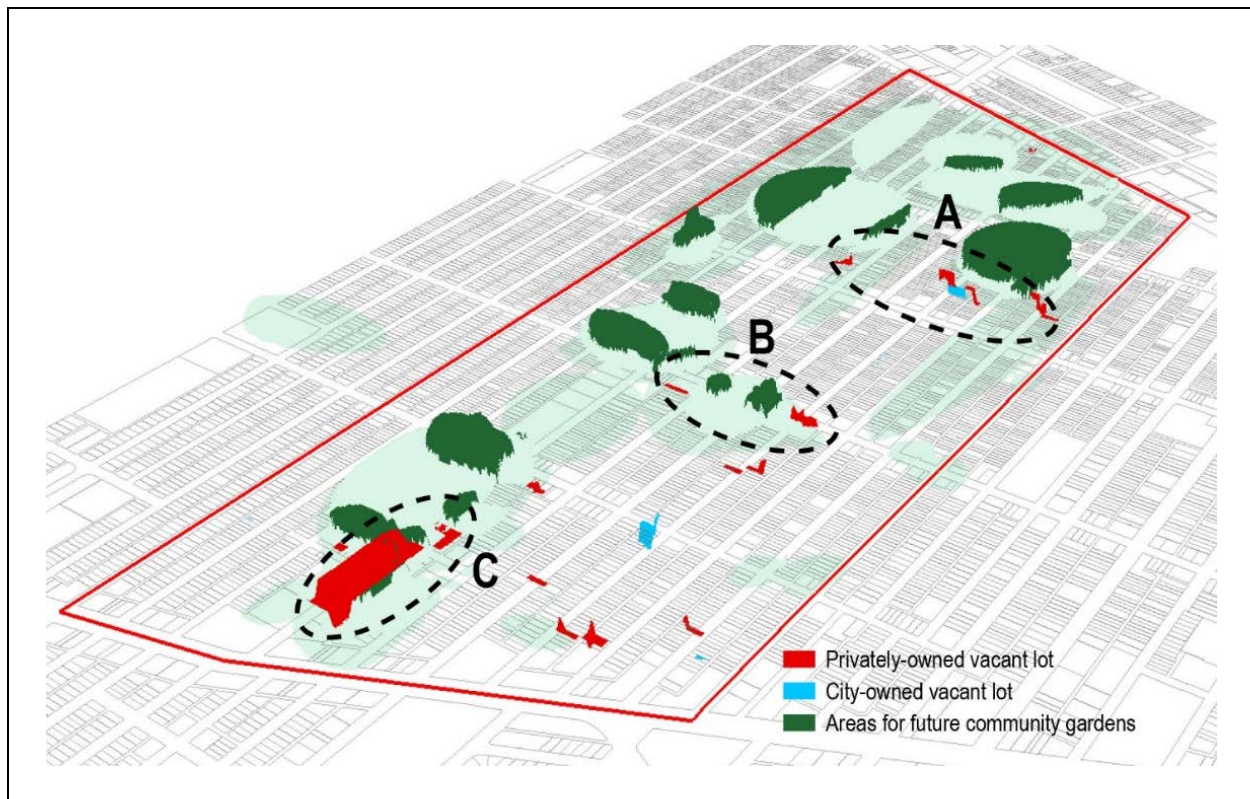 A
B
C
Privately-owned vacant lot
City-owned vacant lot
Areas for future community gardens